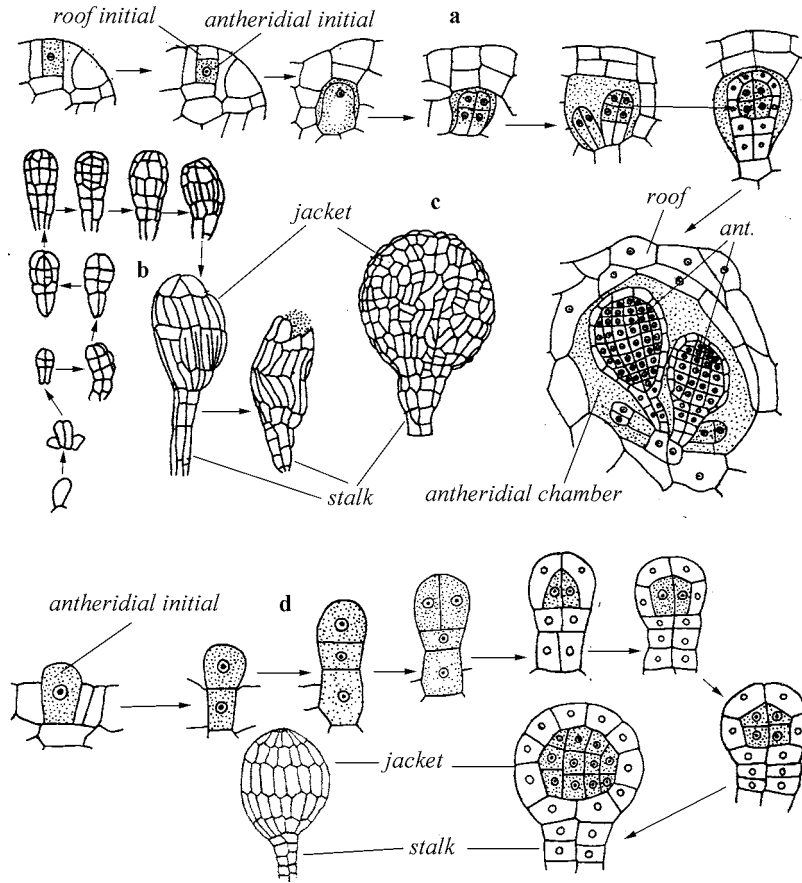 roof initial
antheridial initial
a
roof
jacket
c
ant.
b
stalk
antheridial chamber
antheridial initial
d
jacket
stalk